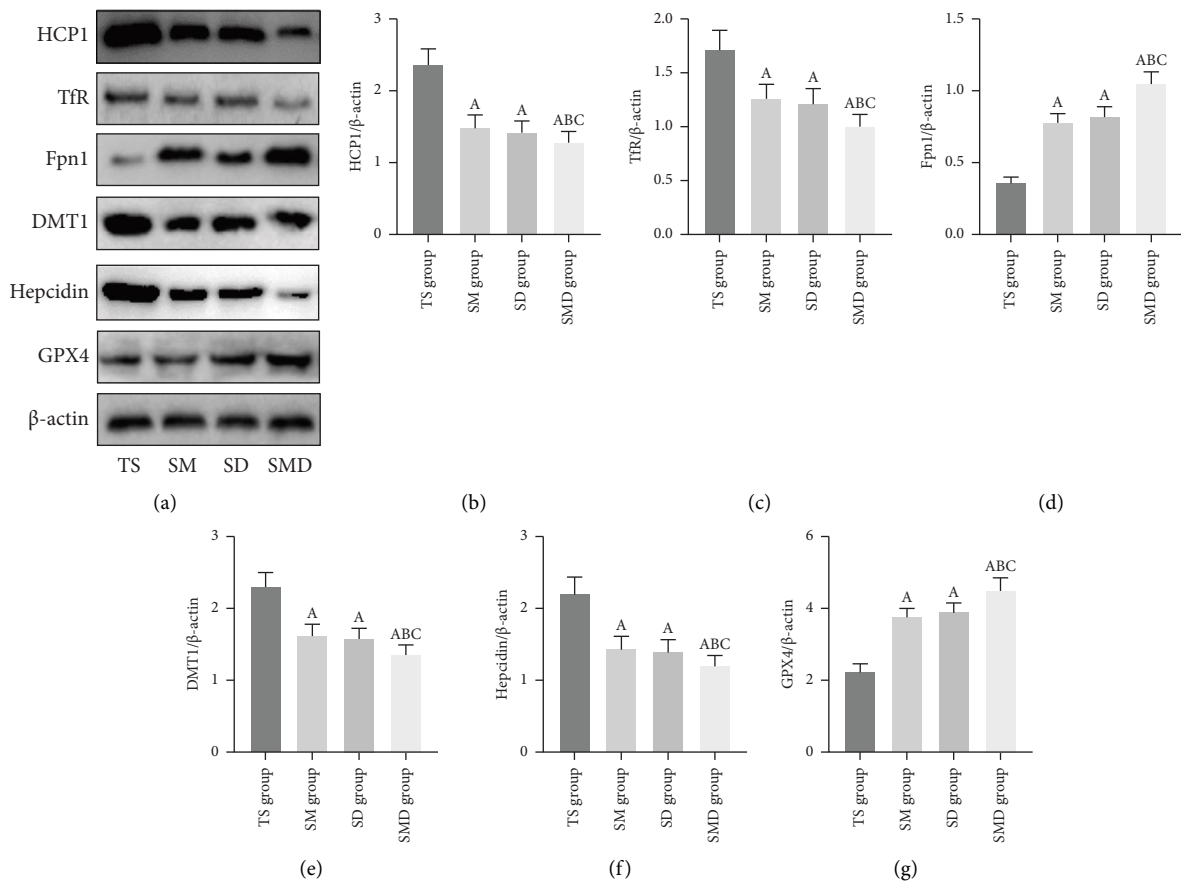 HCP1
TfR
Fpn1
DMT1
Hepcidin
GPX4
β-actin
TS SM SD SMD
(a)
HCP1/β-actin
3
2
1
0
A
A
ABC
TS group
SM group
SD group
SMD group
(b)
TfR/β-actin
2.0
1.5
1.0
0.5
0.0
A
A
ABC
TS group
SM group
SD group
SMD group
(c)
Fpn1/β-actin
1.5
1.0
0.5
0.0
A
A
ABC
TS group
SM group
SD group
SMD group
(d)
DMT1/β-actin
3
2
1
0
A
A
ABC
TS group
SM group
SD group
SMD group
(e)
Hepcidin/β-actin
3
2
1
0
A
A
ABC
TS group
SM group
SD group
SMD group
(f)
GPX4/β-actin
6
4
2
0
A
A
ABC
TS group
SM group
SD group
SMD group
(g)